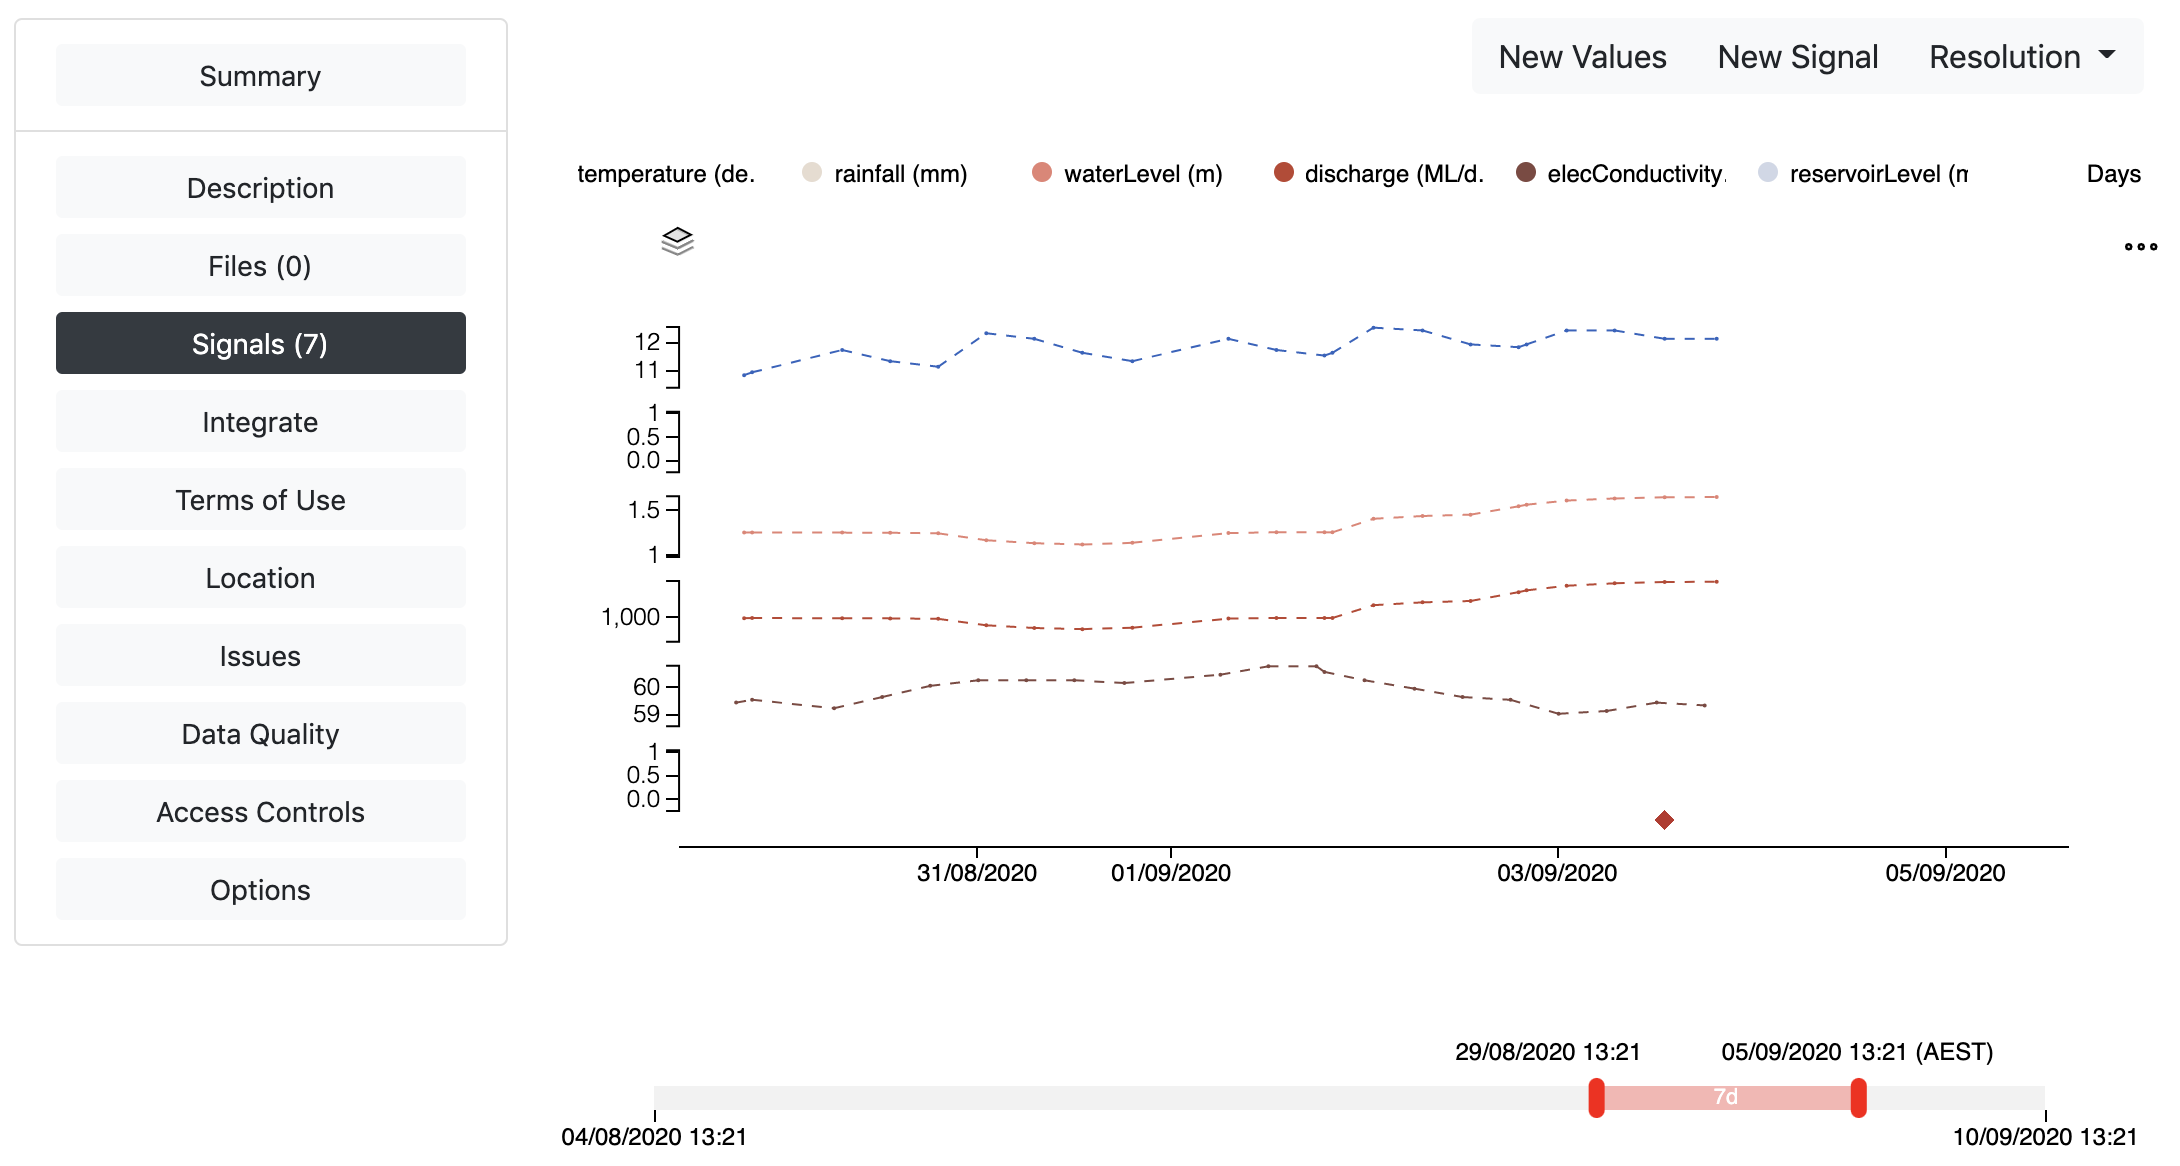 Summary
Description
Files (0)
Signals (7)
Integrate
Terms of Use
Location
Issues
Data Quality
Access Controls
Options
New Values New Signal Resolution
temperature (de. rainfall (mm) waterLevel (m) discharge (ML/d. elecConductivity. reservoirLevel (m Days
12
11
1
0.5
0.0
1.5
1
1,000
60
59
1
0.5
0.0
31/08/2020 01/09/2020 03/09/2020 05/09/2020
29/08/2020 13:21 05/09/2020 13:21 (AEST)
7d
04/08/2020 13:21 10/09/2020 13:21